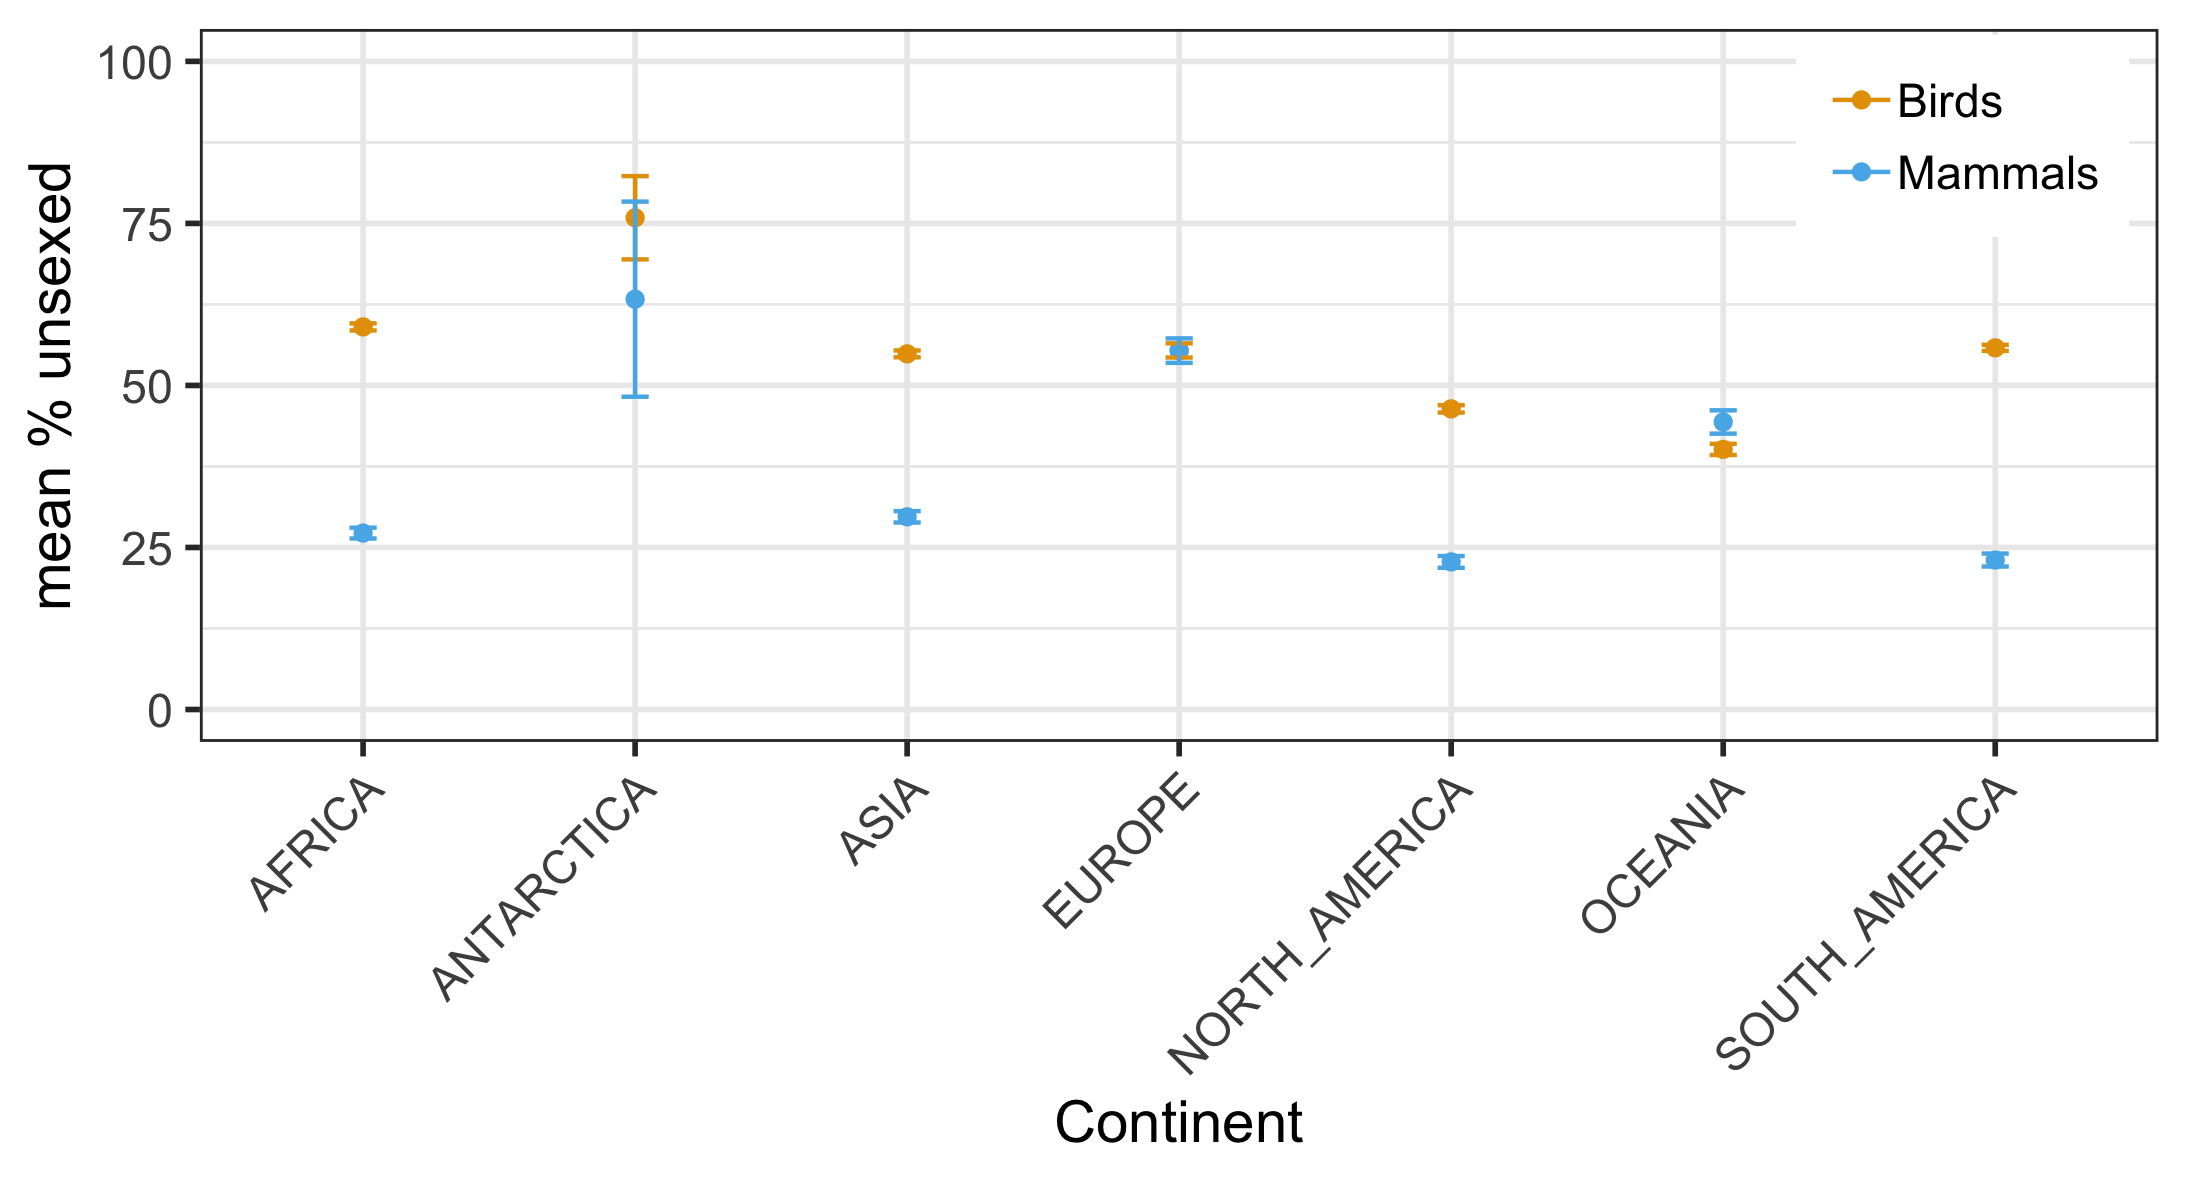 mean % unsexed
100
75
50
25
0
Birds
Mammals
AFRICA
ANTARCTICA
ASIA
EUROPE
NORTH_AMERICA
OCEANIA
SOUTH_AMERICA
Continent